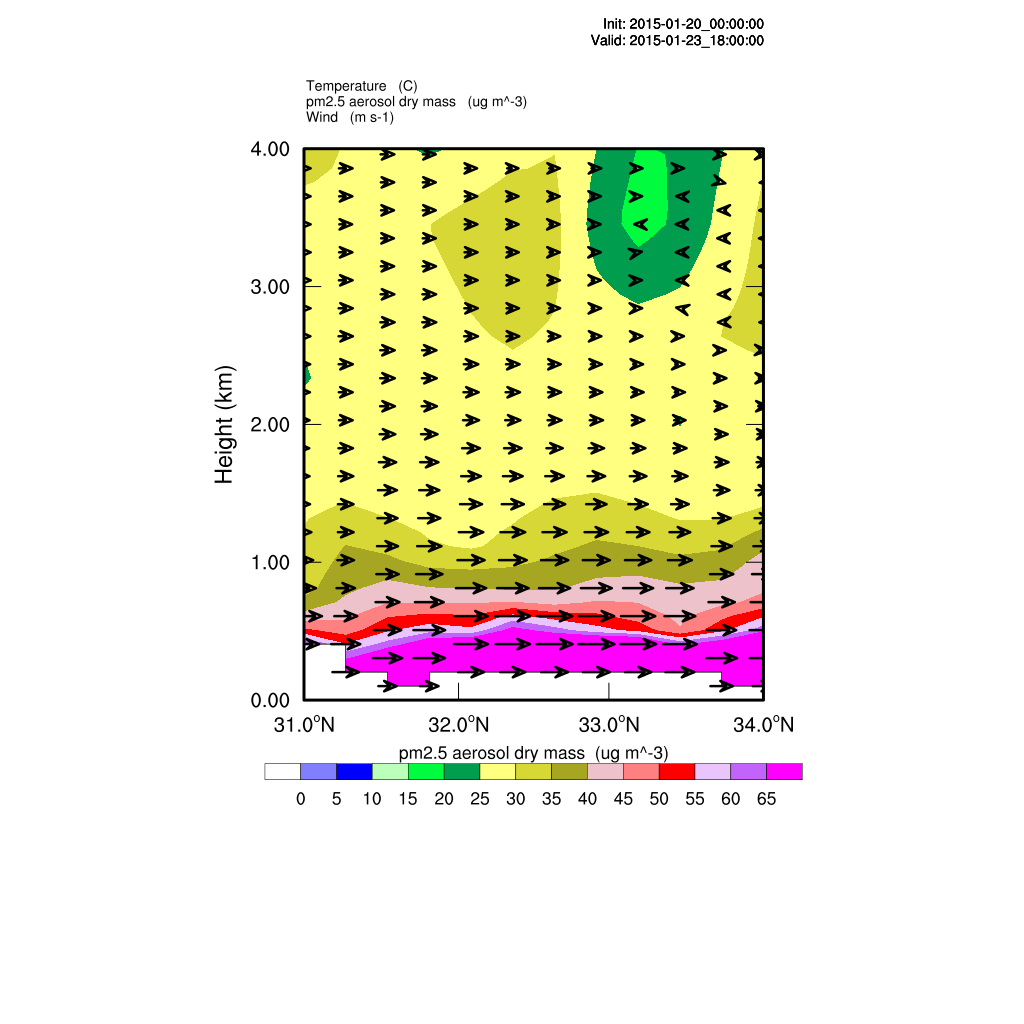 Init: 2015-01-20_00:00:00
Valid: 2015-01-23_18:00:00
Temperature (C)
pm2.5 aerosol dry mass (ug m^-3)
Wind (m s-1)
4.00
3.00
2.00
1.00
0.00
Height (km)
31.0°N 32.0°N 33.0°N 34.0°N
pm2.5 aerosol dry mass (ug m^-3)
0 5 10 15 20 25 30 35 40 45 50 55 60 65